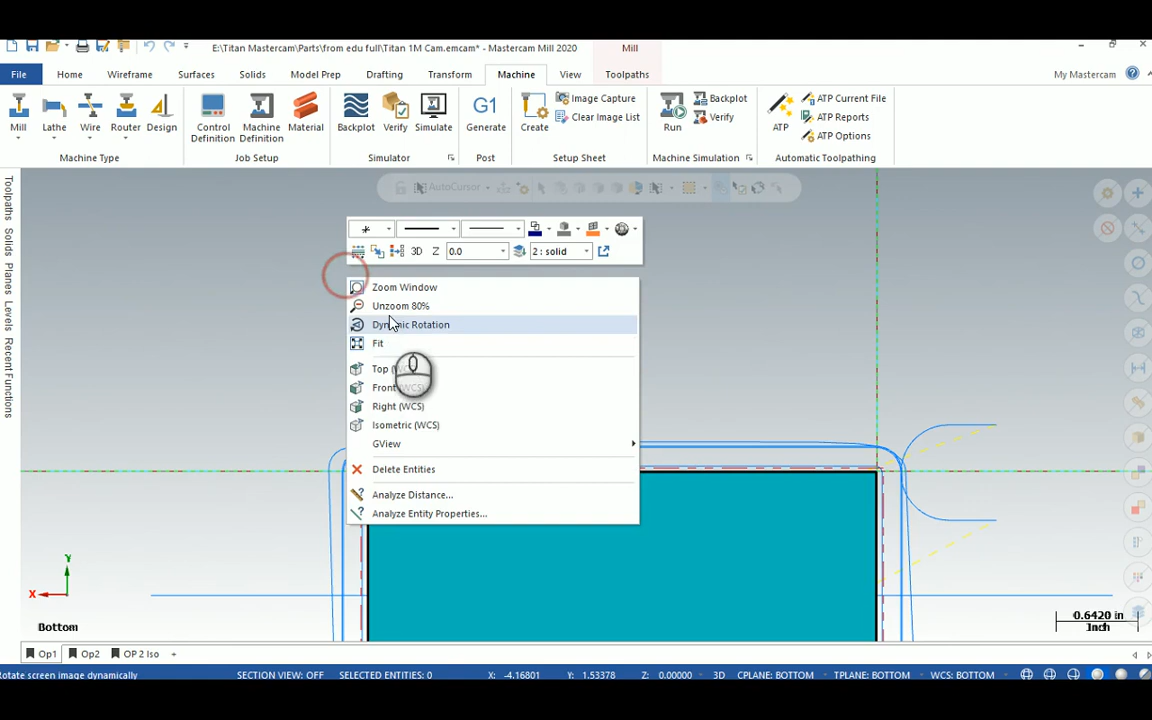 E:\Titan Mastercam\Parts\from edu full\Titan 1M Cam.emcam* - Mastercam Mill 2020
Mill
File
Home
Wireframe
Surfaces
Solids
Model Prep
Drafting
Transform
Machine
View
Toolpaths
My Mastercam
Mill
Lathe
Wire
Router
Design
Machine Type
Control Definition
Machine Definition
Material
Job Setup
Backplot
Verify
Simulate
Simulator
G1
Generate
Post
Create
Image Capture
Clear Image List
Setup Sheet
Run
Backplot
Verify
Machine Simulation
ATP
ATP Current File
ATP Reports
ATP Options
Automatic Toolpathing
AutoCursor
Toolpaths
Solids
Planes
Levels
Recent Functions
3D
Z
0.0
2 : solid
Zoom Window
Unzoom 80%
Dynamic Rotation
Fit
Top
Front
Right (WCS)
Isometric (WCS)
GView
Delete Entities
Analyze Distance...
Analyze Entity Properties...
Y
X
Bottom
0.6420 in
Inch
Op1
Op2
OP 2 Iso
+
Rotate screen image dynamically
SECTION VIEW: OFF
SELECTED ENTITIES: 0
X: -4.16801
Y: 1.53378
Z: 0.00000
3D
CPLANE: BOTTOM
TPLANE: BOTTOM
WCS: BOTTOM